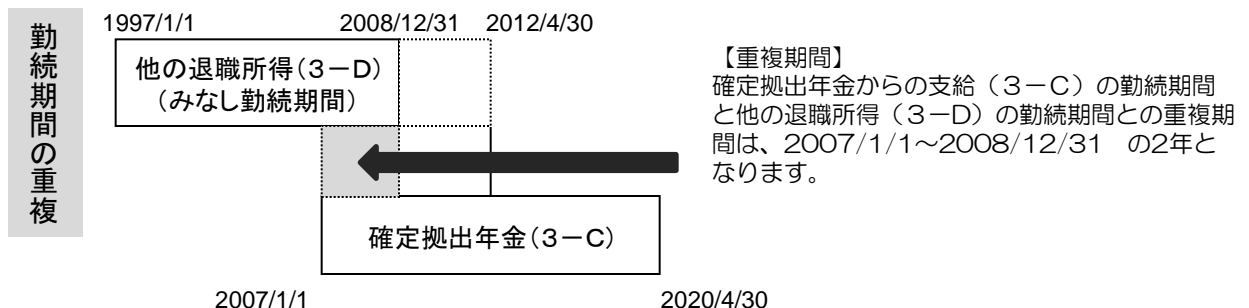 勤続期間の重複
1997/1/1
2008/12/31
2012/4/30
他の退職所得(3-D)
(みなし勤続期間)
確定拠出年金(3-C)
2007/1/1
2020/4/30
【重複期間】
確定拠出年金からの支給(3-C)の勤続期間
と他の退職所得(3-D)の勤続期間との重複期
間は、2007/1/1~2008/12/31 の2年と
なります。